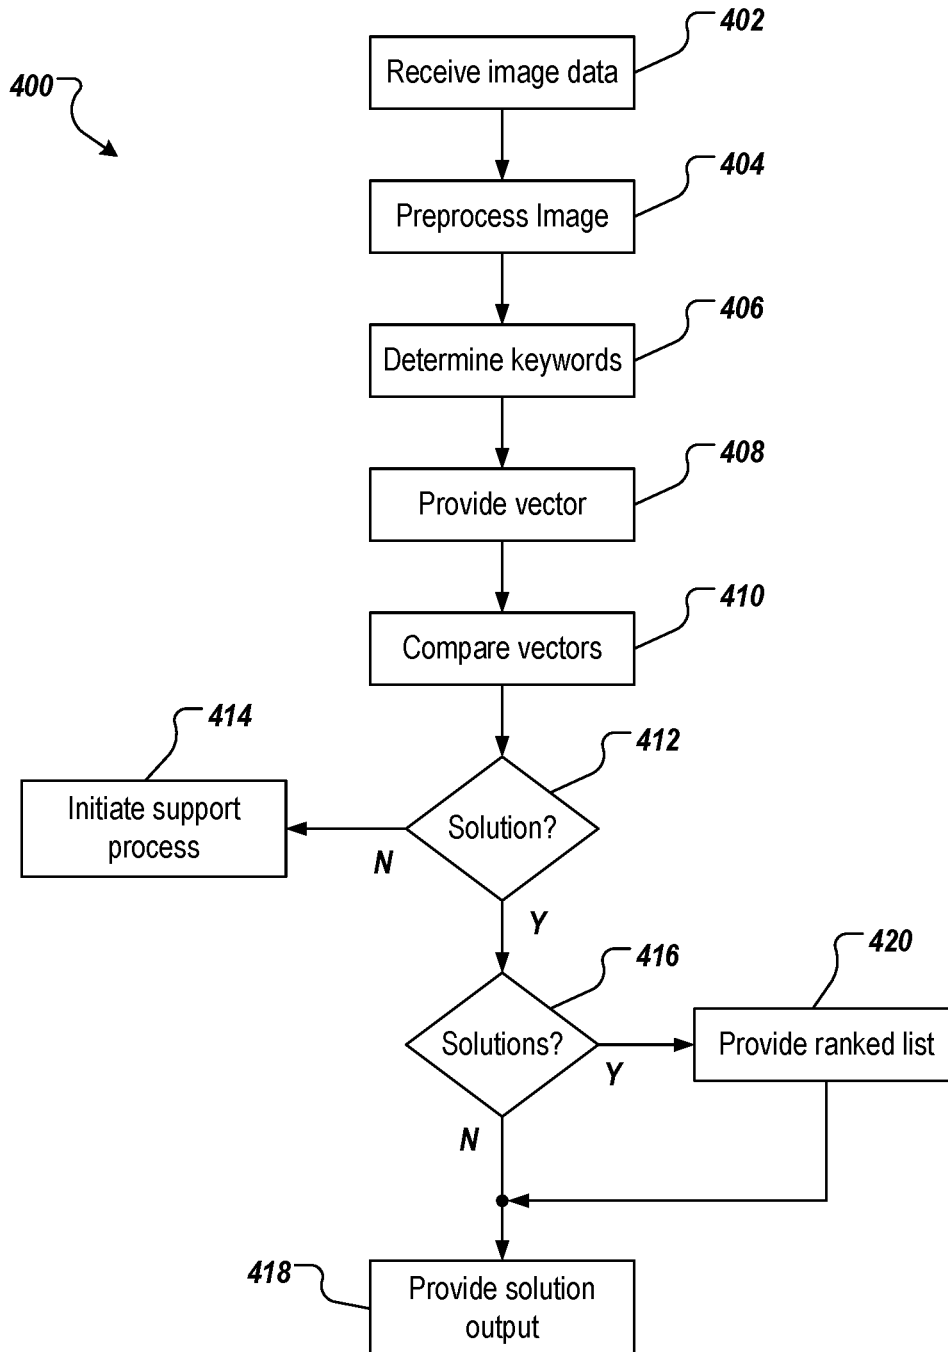 402
Receive image data
400
404
Preprocess Image
406
Determine keywords
408
Provide vector
410
Compare vectors
414
412
Initiate support
process
Solution?
N
Y
416
420
Solutions?
Provide ranked list
Y
N
418
Provide solution
output